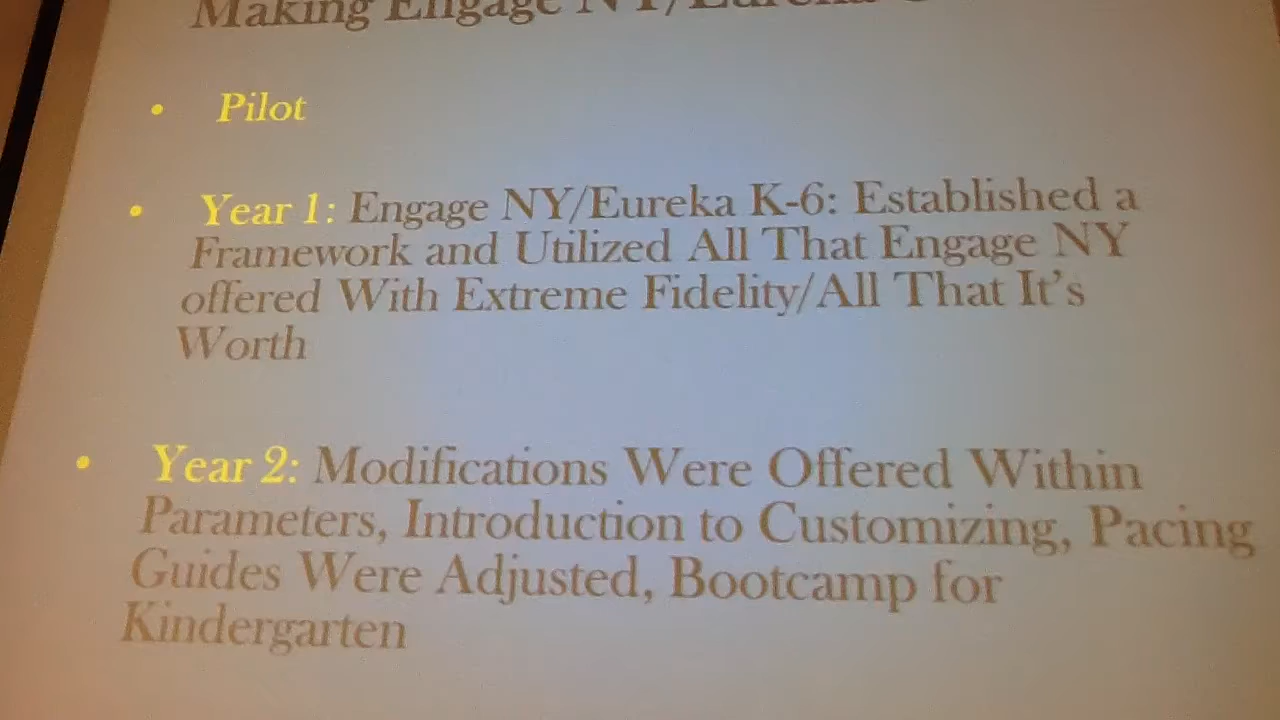 Making Engage NY/Eureka
• Pilot
• Year 1: Engage NY/Eureka K-6: Established a
Framework and Utilized All That Engage NY
offered With Extreme Fidelity/All That It's
Worth
• Year 2: Modifications Were Offered Within
Parameters, Introduction to Customizing, Pacing
Guides Were Adjusted, Bootcamp for
Kindergarten